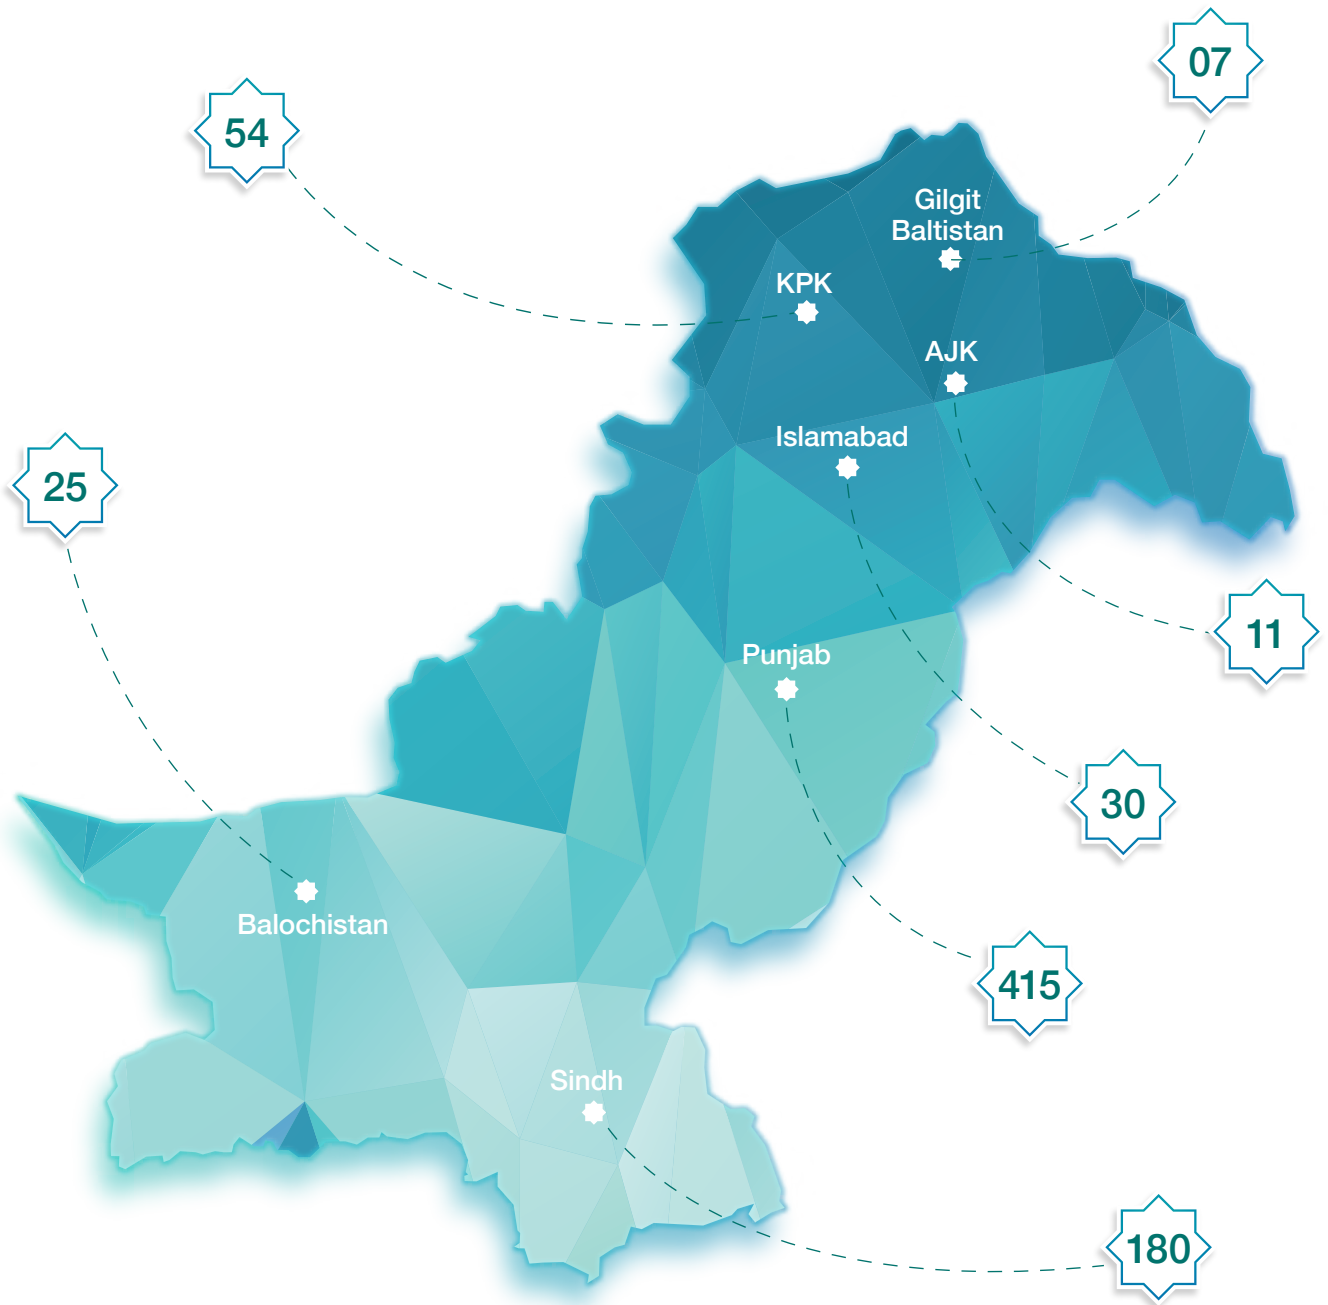 07
54
Gilgit
Baltistan
KPK
AJK
Islamabad
25
11
Punjab
30
Balochistan
415
Sindh
180